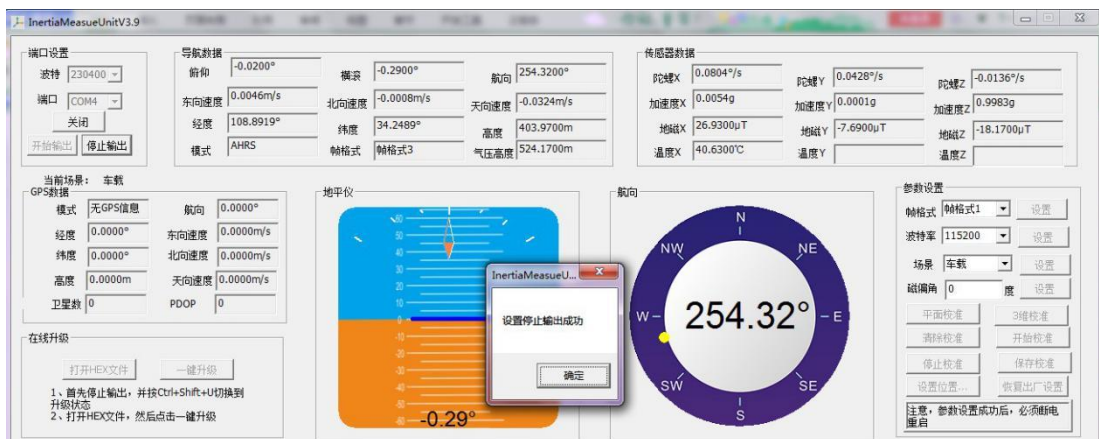 InertiaMeasueUnitV3.9
端口设置
波特 230400
端口 COM4
关闭
开始输出 停止输出
导航数据
俯仰 -0.0200° 横滚 -0.2900° 航向 254.3200°
东向速度 0.0046m/s 北向速度 -0.0008m/s 天向速度 -0.0324m/s
经度 108.8919° 纬度 34.2489° 高度 403.9700m
模式 AHRS 帧格式 帧格式3 气压高度 524.1700m
传感器数据
陀螺X 0.0804°/s 陀螺Y 0.0428°/s 陀螺Z -0.0136°/s
加速度X 0.0054g 加速度Y 0.0001g 加速度Z 0.9983g
地磁X 26.9300μT 地磁Y -7.6900μT 地磁Z -18.1700μT
温度X 40.6300℃ 温度Y 温度Z
当前场景: 车载
GPS数据
模式 无GPS信息 航向 0.0000°
经度 0.0000° 东向速度 0.0000m/s
纬度 0.0000° 北向速度 0.0000m/s
高度 0.0000m 天向速度 0.0000m/s
卫星数 0 PDOP 0
在线升级
打开HEX文件 一键升级
1、首先停止输出，并按Ctrl+Shift+U切换到
升级状态
2、打开HEX文件，然后点击一键升级
地平仪
60
50
40
30
20
10
0
-10
-20
-30
-40
-50
-60
-0.29°
InertiaMeasueU...
设置停止输出成功
确定
航向
N
NW NE
W 254.32° E
SW SE
S
参数设置
帧格式 帧格式1 设置
波特率 115200 设置
场景 车载 设置
磁偏角 0 度 设置
平面校准 3维校准
清除校准 开始校准
停止校准 保存校准
设置位置... 恢复出厂设置
注意，参数设置成功后，必须断电
重启